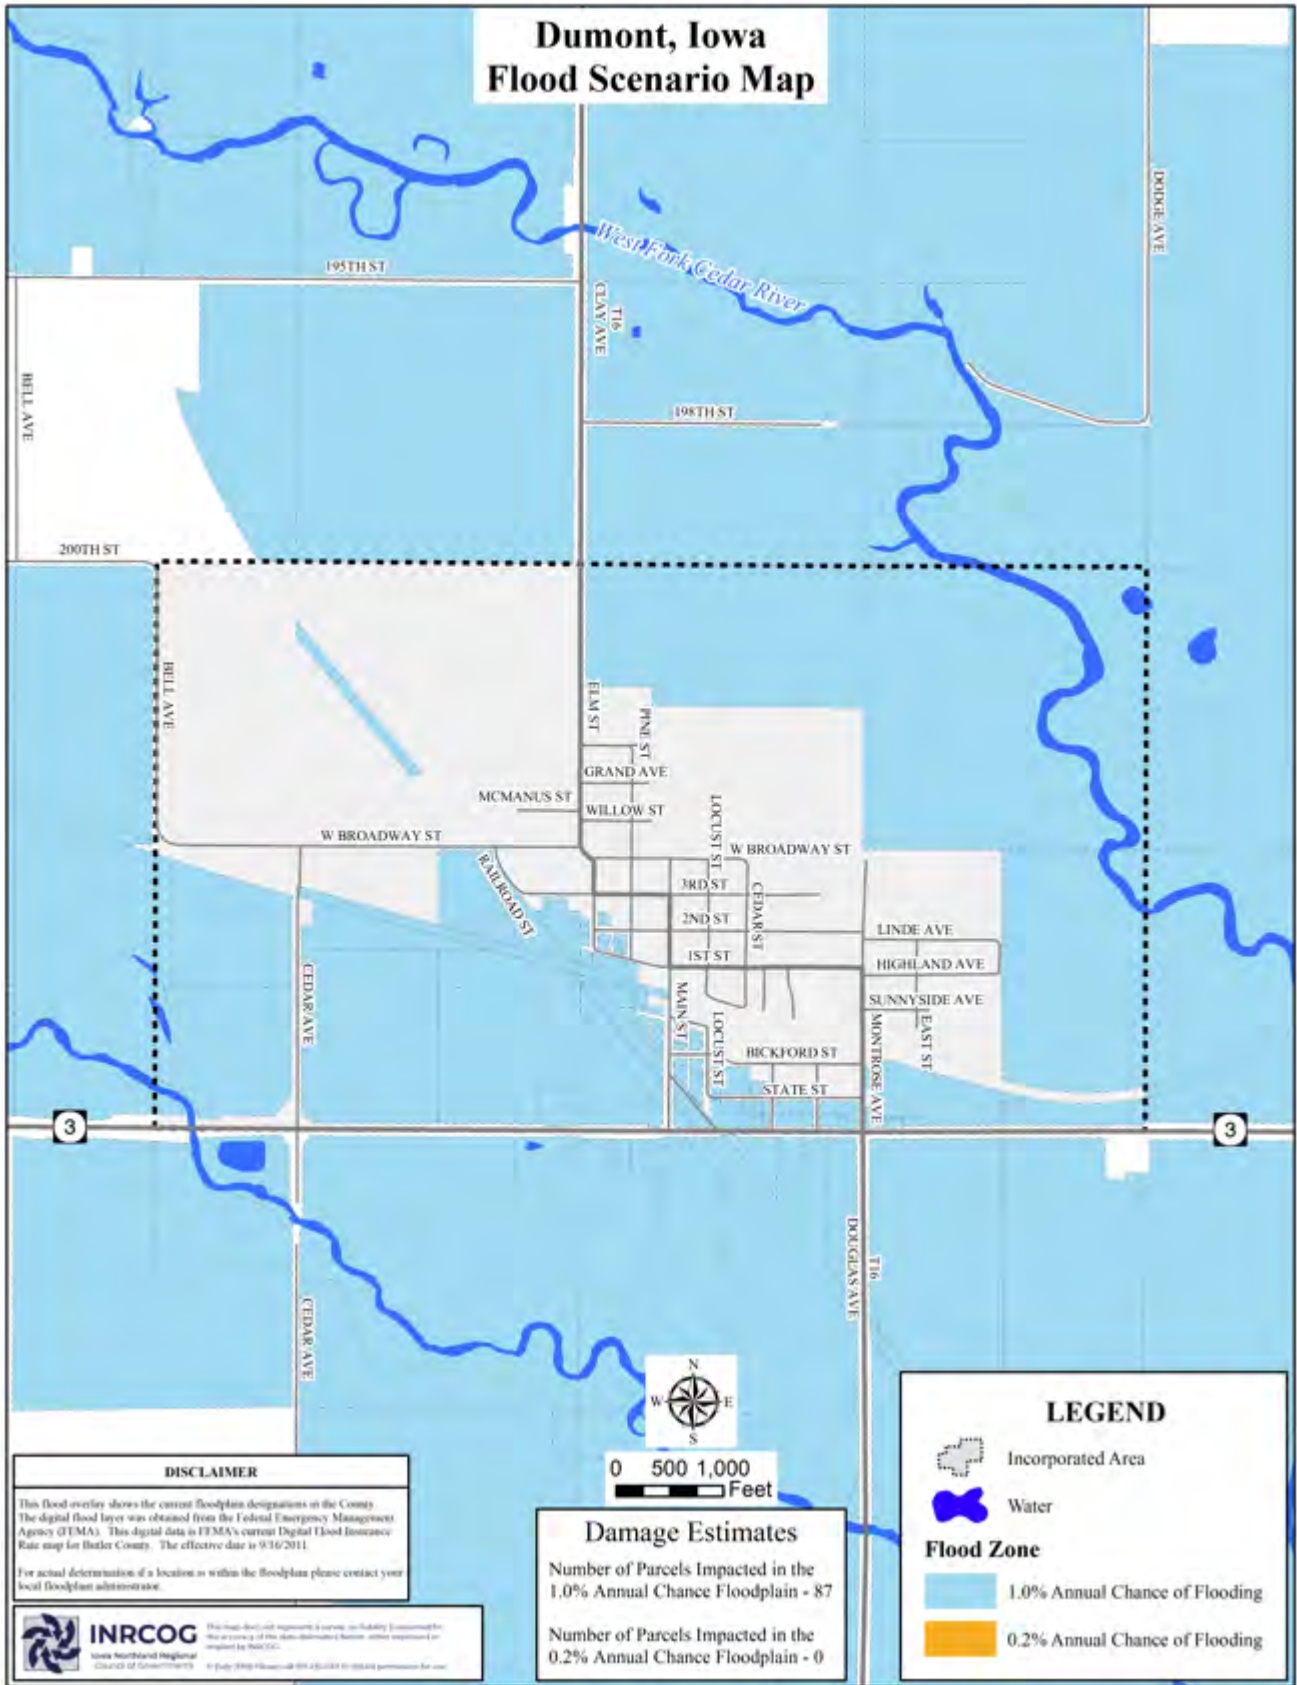 Dumont, Iowa
Flood Scenario Map
DODGE AVE
West Fork Cedar River
195TH ST
T16
CLAY AVE
BELL AVE
198TH ST
200TH ST
BELL AVE
ELM ST
PINE ST
GRAND AVE
MCMANUS ST
WILLOW ST
LOCUST ST
W BROADWAY ST
W BROADWAY ST
RAILROAD ST
3RD ST
CEDAR ST
2ND ST
LINDE AVE
1ST ST
HIGHLAND AVE
CEDAR AVE
MAIN ST
SUNNYSIDE AVE
LOCUST ST
MONTROSE AVE
EAST ST
BICKFORD ST
STATE ST
3
3
DOUGLAS AVE
T16
CEDAR AVE
N
W
E
S
0 500 1,000
Feet
LEGEND
Incorporated Area
Water
Flood Zone
1.0% Annual Chance of Flooding
0.2% Annual Chance of Flooding
DISCLAIMER
This flood overlay shows the current floodplain designations in the County.
The digital flood layer was obtained from the Federal Emergency Management
Agency (FEMA). This digital data is FEMA's current Digital Flood Insurance
Rate map for Butler County. The effective date is 9/16/2011.
For actual determination if a location is within the floodplain please contact your
local floodplain administrator.
Damage Estimates
Number of Parcels Impacted in the
1.0% Annual Chance Floodplain - 87
Number of Parcels Impacted in the
0.2% Annual Chance Floodplain - 0
INRCOG
Iowa Northland Regional
Council of Governments